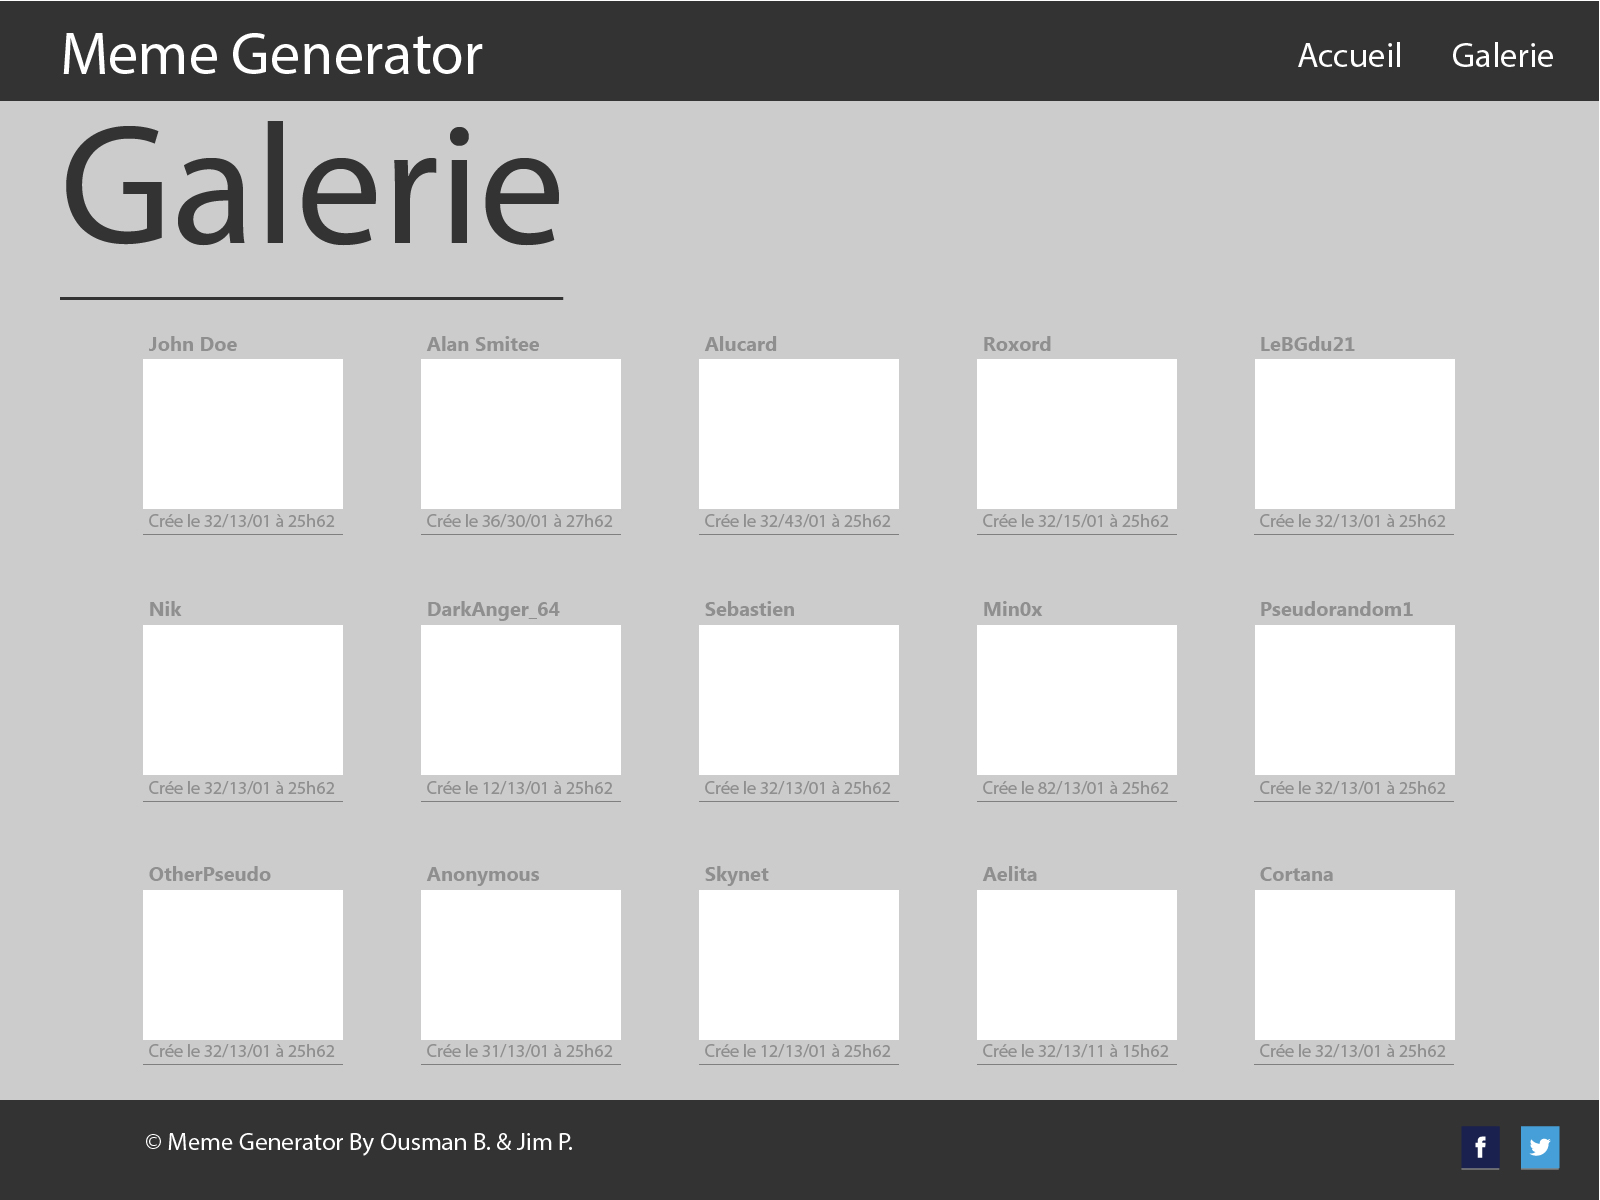 Meme Generator
Accueil Galerie
Galerie
John Doe Alan Smitee Alucard Roxord LeBGdu21
Crée le 32/13/01 à 25h62 Crée le 36/30/01 à 27h62 Crée le 32/43/01 à 25h62 Crée le 32/15/01 à 25h62 Crée le 32/13/01 à 25h62
Nik DarkAnger_64 Sebastien Min0x Pseudorandom1
Crée le 32/13/01 à 25h62 Crée le 12/13/01 à 25h62 Crée le 32/13/01 à 25h62 Crée le 82/13/01 à 25h62 Crée le 32/13/01 à 25h62
OtherPseudo Anonymous Skynet Aelita Cortana
Crée le 32/13/01 à 25h62 Crée le 31/13/01 à 25h62 Crée le 12/13/01 à 25h62 Crée le 32/13/11 à 15h62 Crée le 32/13/01 à 25h62
© Meme Generator By Ousman B. & Jim P.
f